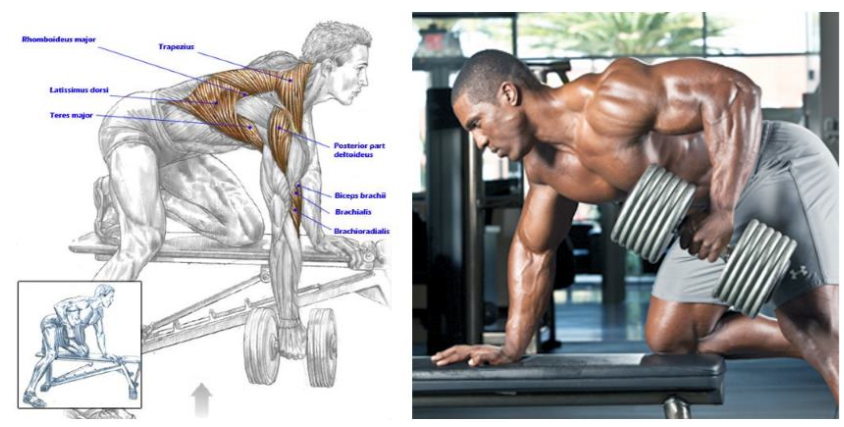 Rhomboideus major
Trapezius
Latissimus dorsi
Teres major
Posterior part
deltoideus
Biceps brachii
Brachialis
Brachioradialis